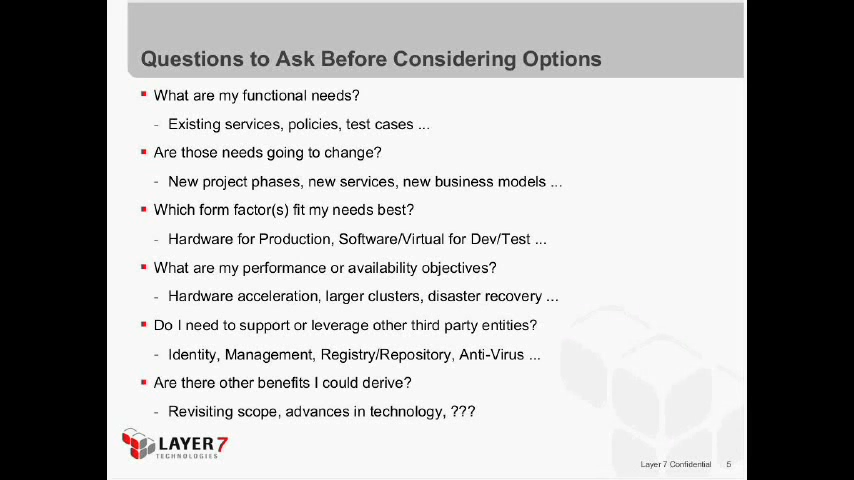 Questions to Ask Before Considering Options
What are my functional needs?
- Existing services, policies, test cases ...
Are those needs going to change?
- New project phases, new services, new business models ...
Which form factor(s) fit my needs best?
- Hardware for Production, Software/Virtual for Dev/Test ...
What are my performance or availability objectives?
- Hardware acceleration, larger clusters, disaster recovery ...
Do I need to support or leverage other third party entities?
- Identity, Management, Registry/Repository, Anti-Virus ...
Are there other benefits I could derive?
- Revisiting scope, advances in technology, ???
LAYER 7
TECHNOLOGIES
Layer 7 Confidential 5